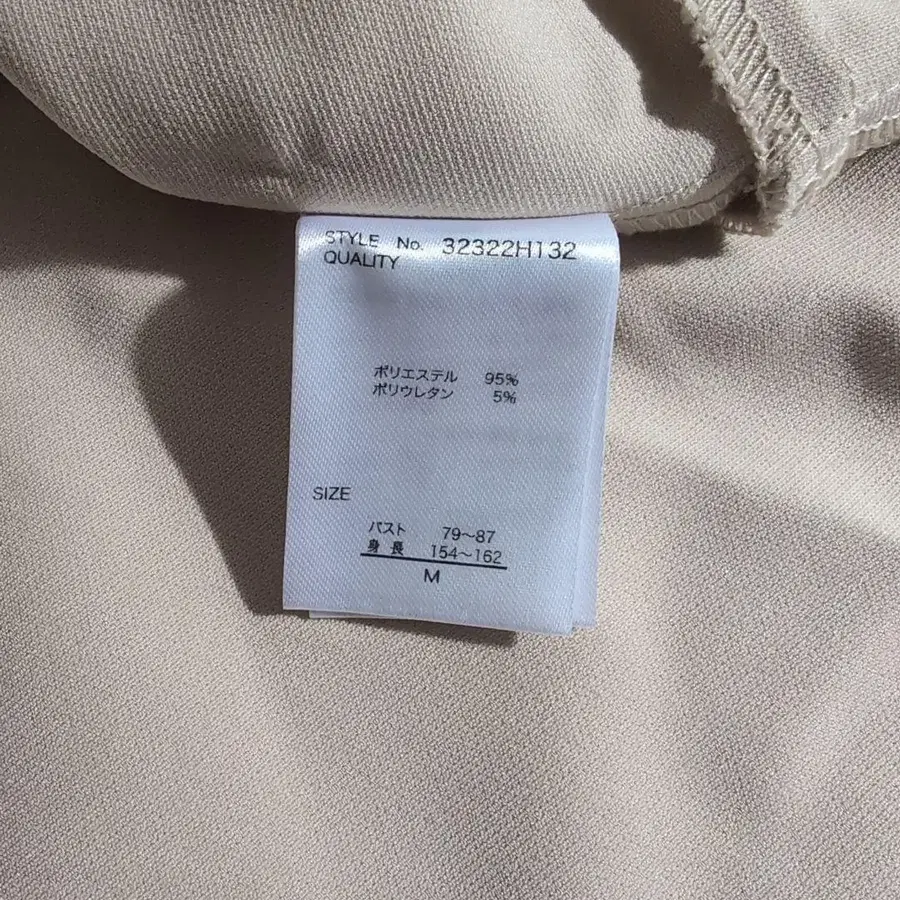 STYLE No. 32322H132
QUALITY
ポリエステル 95%
ポリウレタン 5%
SIZE
バスト 79~87
身長 154~162
M